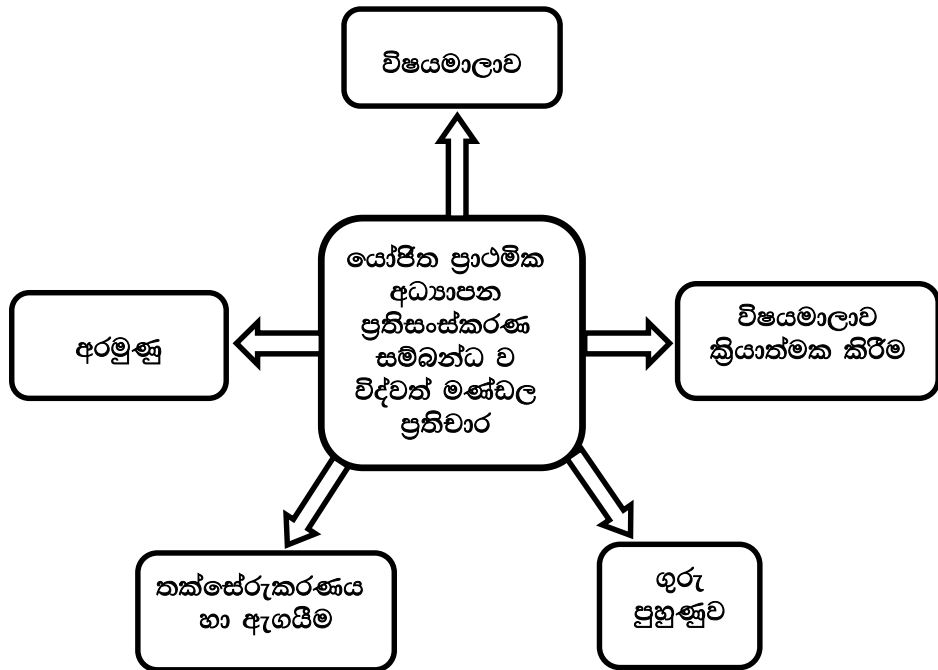 විෂයමාලාව
යෝජිත ප්‍රාථමික
අධ්‍යාපන
ප්‍රතිසංස්කරණ
සම්බන්ධ ව
විද්වත් මණ්ඩල
ප්‍රතිචාර
අරමුණු
විෂයමාලාව
ක්‍රියාත්මක කිරීම
තක්සේරුකරණය
හා ඇගයීම
ගුරු
පුහුණුව